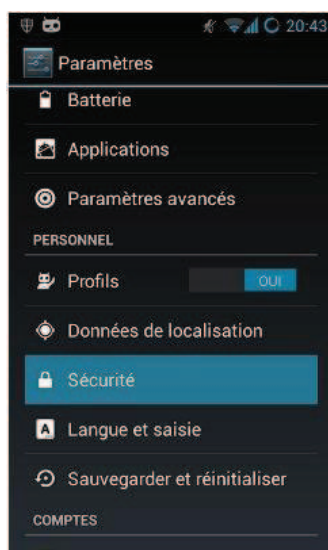 20:43
Paramètres
Batterie
Applications
Paramètres avancés
PERSONNEL
Profils OUI
Données de localisation
Sécurité
A Langue et saisie
Sauvegarder et réinitialiser
COMPTES